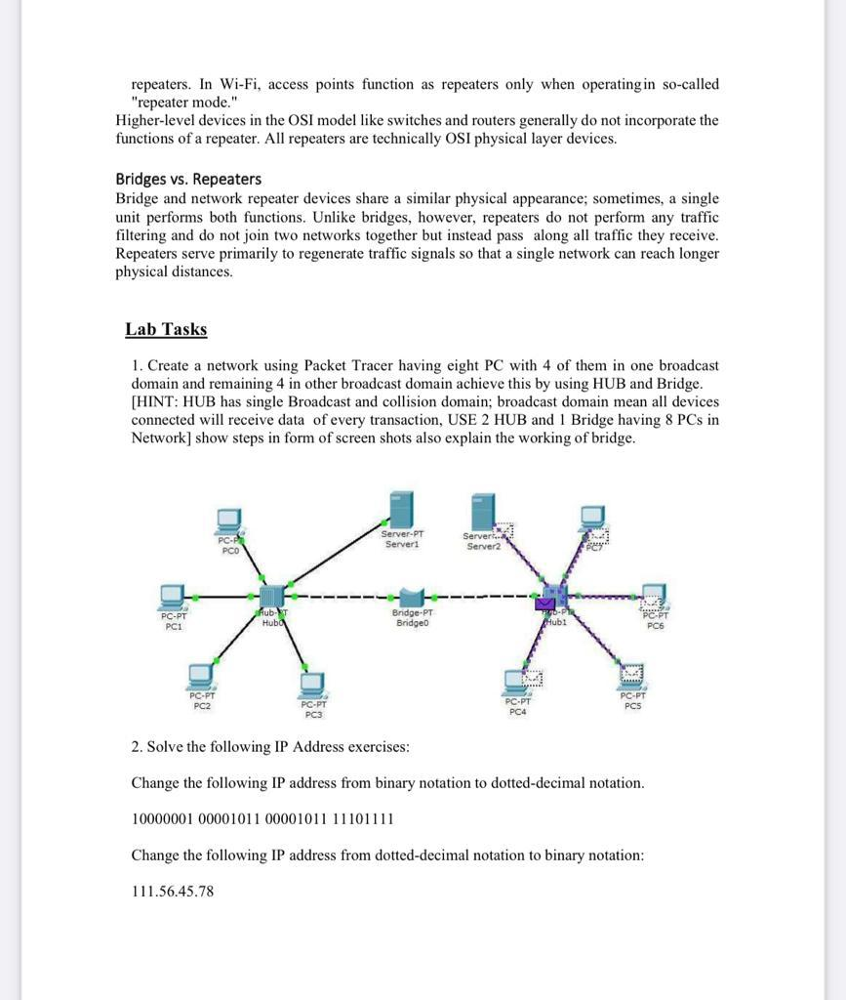 repeaters. In Wi-Fi, access points function as repeaters only when operatingin so-called
"repeater mode."
Higher-level devices in the OSI model like switches and routers generally do not incorporate the
functions of a repeater. All repeaters are technically OSI physical layer devices.
Bridges vs. Repeaters
Bridge and network repeater devices share a similar physical appearance; sometimes, a single
unit performs both functions. Unlike bridges, however, repeaters do not perform any traffic
filtering and do not join two networks together but instead pass along all traffic they receive.
Repeaters serve primarily to regenerate traffic signals so that a single network can reach longer
physical distances.
Lab Tasks
1. Create a network using Packet Tracer having eight PC with 4 of them in one broadcast
domain and remaining 4 in other broadcast domain achieve this by using HUB and Bridge.
[HINT: HUB has single Broadcast and collision domain; broadcast domain mean all devices
connected will receive data of every transaction, USE 2 HUB and 1 Bridge having 8 PCs in
Network] show steps in form of screen shots also explain the working of bridge.
Server-PT
Server1
Server2
PC0
PC7
PC-PT
PC1
Hub0
Bridge-PT
Bridge0
Hub1
PC-PT
PC6
PC-PT
PC2
PC-PT
PC3
PC-PT
PC4
PC-PT
PC5
2. Solve the following IP Address exercises:
Change the following IP address from binary notation to dotted-decimal notation.
10000001 00001011 00001011 11101111
Change the following IP address from dotted-decimal notation to binary notation:
111.56.45.78